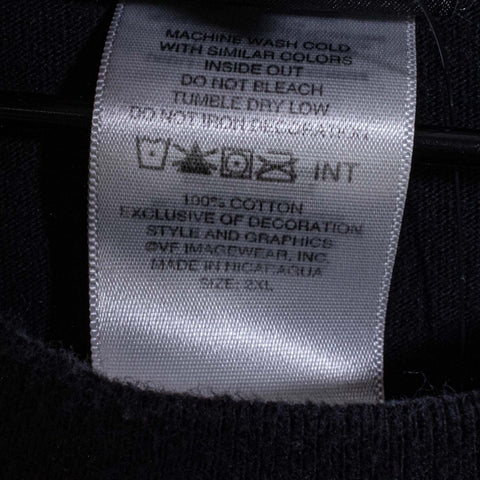 MACHINE WASH COLD
WITH SIMILAR COLORS
INSIDE OUT
DO NOT BLEACH
TUMBLE DRY LOW
DO NOT IRON DECORATION
INT
100% COTTON
EXCLUSIVE OF DECORATION
STYLE AND GRAPHICS
©VF IMAGEWEAR, INC.
MADE IN NICARAGUA
SIZE: 2XL